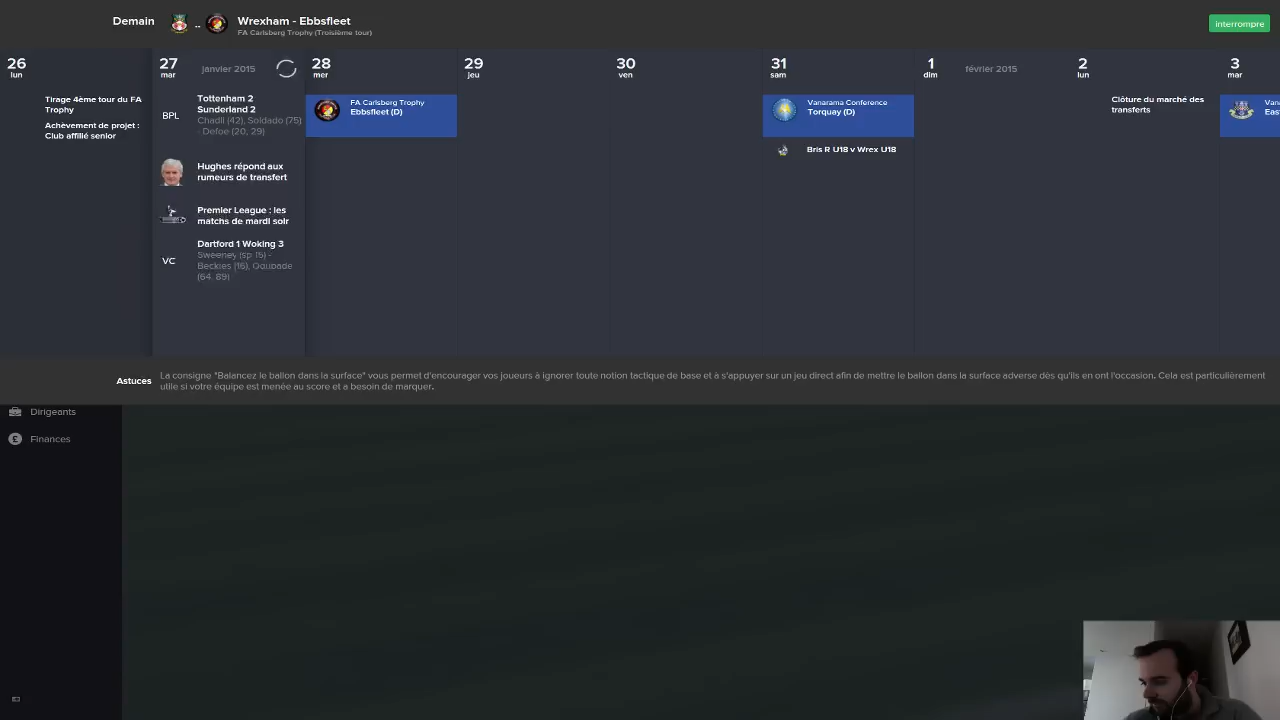 Demain
..
Wrexham - Ebbsfleet
FA Carlsberg Trophy (Troisième tour)
interrompre
26
lun
Tirage 4ème tour du FA
Trophy
Achèvement de projet :
Club affilié senior
27
mar
janvier 2015
BPL
Tottenham 2
Sunderland 2
Chadli (42), Soldado (75)
- Defoe (20, 29)
Hughes répond aux
rumeurs de transfert
Premier League : les
matchs de mardi soir
VC
Dartford 1 Woking 3
Sweeney (sp 15) -
Beckles (16), Goupade
(64, 89)
28
mer
FA Carlsberg Trophy
Ebbsfleet (D)
29
jeu
30
ven
31
sam
Vanarama Conference
Torquay (D)
Bris R U18 v Wrex U18
1
dim
février 2015
2
lun
Clôture du marché des
transferts
3
mar
Vana
East
Astuces
La consigne "Balancez le ballon dans la surface" vous permet d'encourager vos joueurs à ignorer toute notion tactique de base et à s'appuyer sur un jeu direct afin de mettre le ballon dans la surface adverse dès qu'ils en ont l'occasion. Cela est particulièrement
utile si votre équipe est menée au score et a besoin de marquer.
Dirigeants
Finances